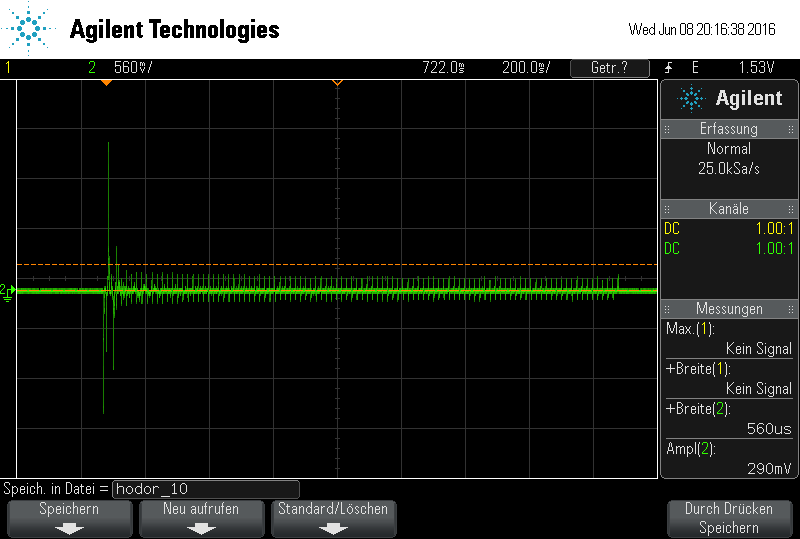 Agilent Technologies
Wed Jun 08 20:16:38 2016
1 2 560mV/ 722.0ms 200.0ms/ Getr.? E 1.53V
Agilent
Erfassung
Normal
25.0kSa/s
Kanäle
DC 1.00:1
DC 1.00:1
Messungen
Max.(1):
Kein Signal
+Breite(1):
Kein Signal
+Breite(2):
560us
Ampl(2):
290mV
2
Speich. in Datei = hodor_10
Speichern
Neu aufrufen
Standard/Löschen
Durch Drücken
Speichern